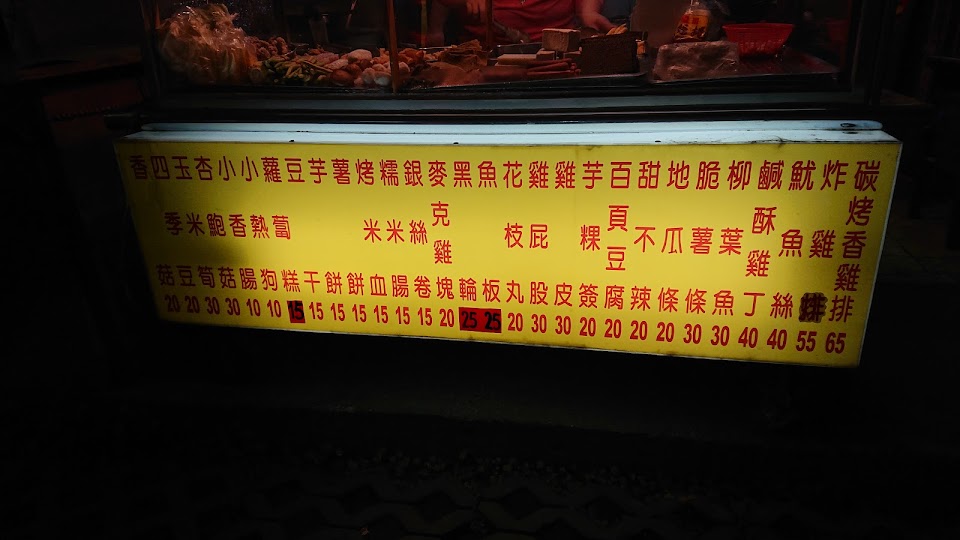 碳烤香雞排 65
炸雞排 55
魷魚絲 40
鹹酥雞丁 40
柳葉魚 30
脆薯條 30
地瓜條 20
甜不辣 20
百頁豆腐 20
芋粿簽 20
雞皮 30
雞屁股 30
花枝丸 20
魚板 25
黑輪 25
麥克雞塊 20
銀絲卷 15
糯米腸 15
烤米血 15
薯餅 15
芋餅 15
豆干 15
蘿蔔糕 15
小熱狗 10
小香腸 10
杏鮑菇 30
玉米筍 30
四季豆 20
香菇 20